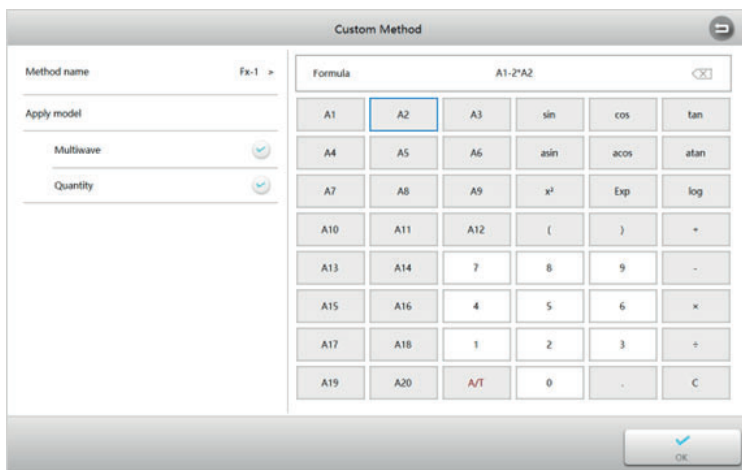 Custom Method
Method name Fx-1 >
Formula A1-2*A2
Apply model
A1 A2 A3 sin cos tan
Multiwave
A4 A5 A6 asin acos atan
Quantity
A7 A8 A9 x² Exp log
A10 A11 A12 ( ) +
A13 A14 7 8 9 -
A15 A16 4 5 6 ×
A17 A18 1 2 3 ÷
A19 A20 A/T 0 . C
OK